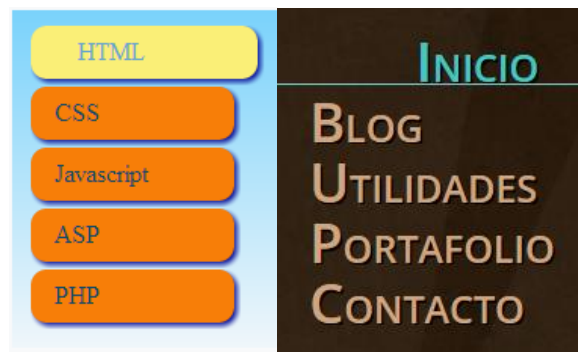 HTML
CSS
Javascript
ASP
PHP
Inicio
Blog
Utilidades
Portafolio
Contacto